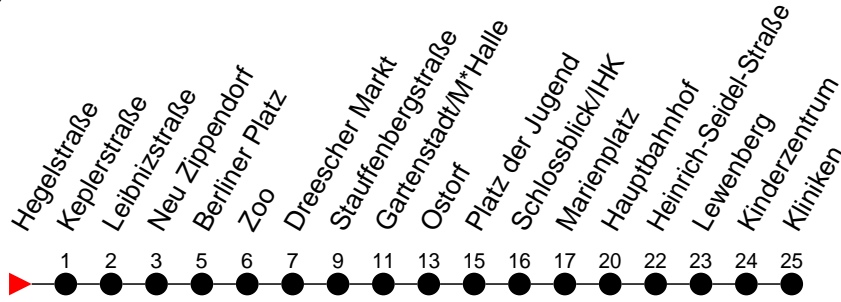 Hegelstraße
Keplerstraße
Leibnizstraße
Neu Zippendorf
Berliner Platz
Zoo
Dreescher Markt
Stauffenbergstraße
Gartenstadt/M*Halle
Ostorf
Platz der Jugend
Schlossblick/IHK
Marienplatz
Hauptbahnhof
Heinrich-Seidel-Straße
Lewenberg
Kinderzentrum
Kliniken
1 2 3 5 6 7 9 11 13 15 16 17 20 22 23 24 25